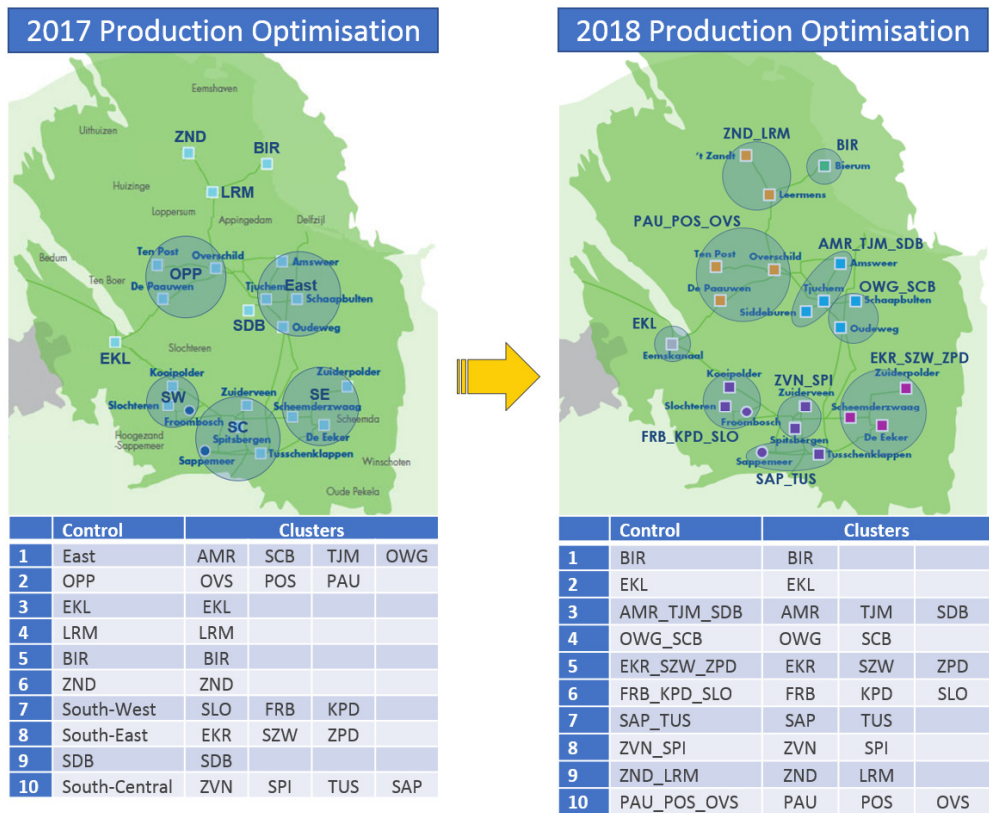 2017 Production Optimisation
Eemshaven
Uithuizen
ZND
BIR
Huizinge
LRM
Loppersum
Appingedam
Delfzijl
Bedum
Ten Post
Overschild
Amsweer
OPP
Ten Boer
De Paauwen
Tjuchem
East
Schaapbulten
SDB
Oudeweg
EKL
Slochteren
Kooipolder
Zuiderpolder
SW
Zuiderveen
SE
Slochteren
Scheemderzwaag
Froombosch
Scheemda
SC
Hoogezand
-Sappemeer
Spitsbergen
De Eeker
Sappemeer
Tusschenklappen
Winschoten
Oude Pekela
Control Clusters
1 East AMR SCB TJM OWG
2 OPP OVS POS PAU
3 EKL EKL
4 LRM LRM
5 BIR BIR
6 ZND ZND
7 South-West SLO FRB KPD
8 South-East EKR SZW ZPD
9 SDB SDB
10 South-Central ZVN SPI TUS SAP
2018 Production Optimisation
ZND_LRM
BIR
't Zandt
Bierum
Leermens
PAU_POS_OVS
AMR_TJM_SDB
Ten Post
Overschild
Amsweer
OWG_SCB
De Paauwen
Tjuchem
Schaapbulten
Siddeburen
EKL
Oudeweg
Eemskanaal
EKR_SZW_ZPD
Kooipolder
ZVN_SPI
Zuiderpolder
Zuiderveen
Slochteren
Scheemderzwaag
Froombosch
FRB_KPD_SLO
Spitsbergen
De Eeker
Sappemeer
Tusschenklappen
SAP_TUS
Control Clusters
1 BIR BIR
2 EKL EKL
3 AMR_TJM_SDB AMR TJM SDB
4 OWG_SCB OWG SCB
5 EKR_SZW_ZPD EKR SZW ZPD
6 FRB_KPD_SLO FRB KPD SLO
7 SAP_TUS SAP TUS
8 ZVN_SPI ZVN SPI
9 ZND_LRM ZND LRM
10 PAU_POS_OVS PAU POS OVS